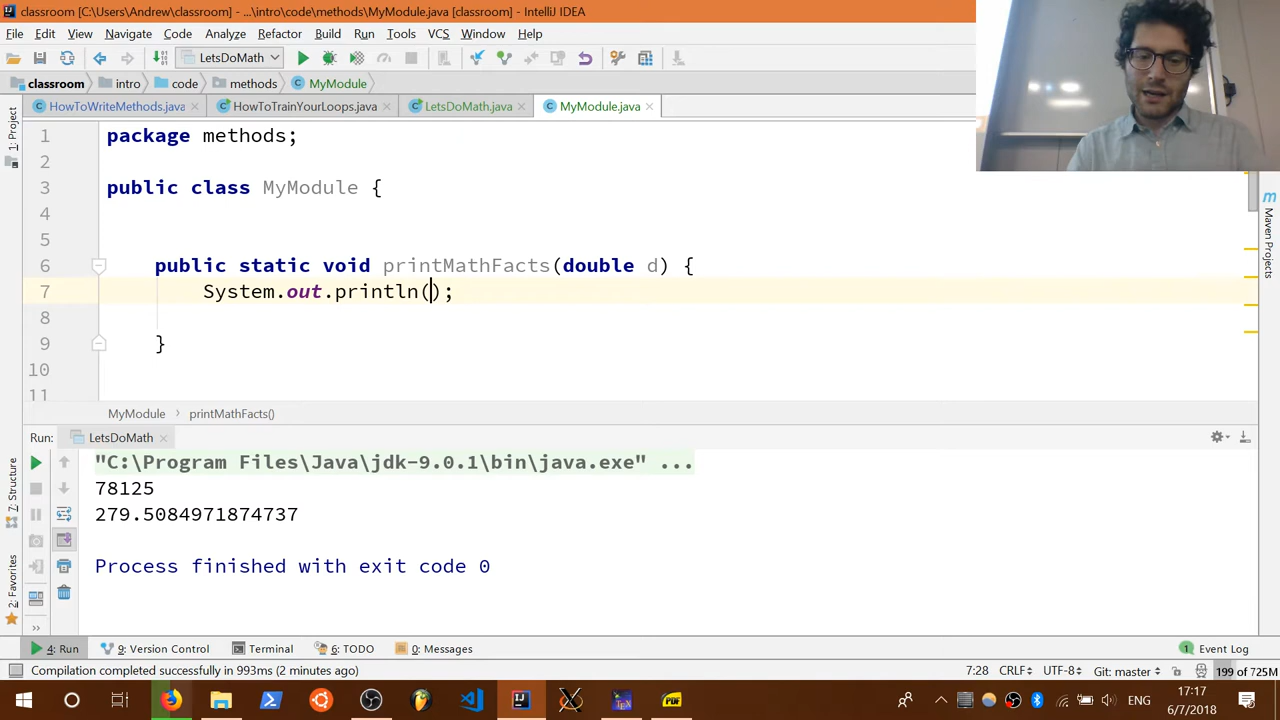 classroom [C:\Users\Andrew\classroom] - ...\intro\code\methods\MyModule.java [classroom] - IntelliJ IDEA
File Edit View Navigate Code Analyze Refactor Build Run Tools VCS Window Help
LetsDoMath
classroom intro code methods MyModule.java
HowToWriteMethods.java HowToTrainYourLoops.java LetsDoMath.java MyModule.java
1: Project
Maven Projects
1 package methods;
2
3 public class MyModule {
4
5
6 public static void printMathFacts(double d) {
7 System.out.println();
8
9 }
10
11
MyModule printMathFacts()
Run: LetsDoMath
7: Structure
2: Favorites
"C:\Program Files\Java\jdk-9.0.1\bin\java.exe" ...
78125
279.5084971874737
Process finished with exit code 0
4: Run 9: Version Control Terminal 6: TODO 0: Messages 1 Event Log
Compilation completed successfully in 993ms (2 minutes ago) 7:28 CRLF UTF-8 Git: master 199 of 725M
ENG 17:17
6/7/2018